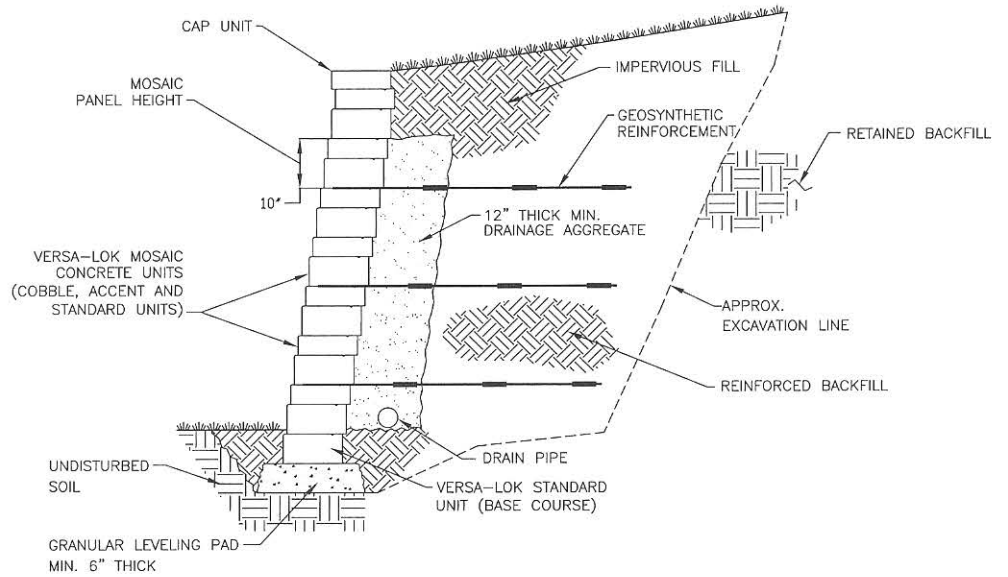 CAP UNIT
MOSAIC
PANEL HEIGHT
10"
IMPERVIOUS FILL
GEOSYNTHETIC
REINFORCEMENT
RETAINED BACKFILL
12" THICK MIN.
DRAINAGE AGGREGATE
VERSA-LOK MOSAIC
CONCRETE UNITS
(COBBLE, ACCENT AND
STANDARD UNITS)
APPROX.
EXCAVATION LINE
REINFORCED BACKFILL
DRAIN PIPE
UNDISTURBED
SOIL
VERSA-LOK STANDARD
UNIT (BASE COURSE)
GRANULAR LEVELING PAD
MIN. 6" THICK